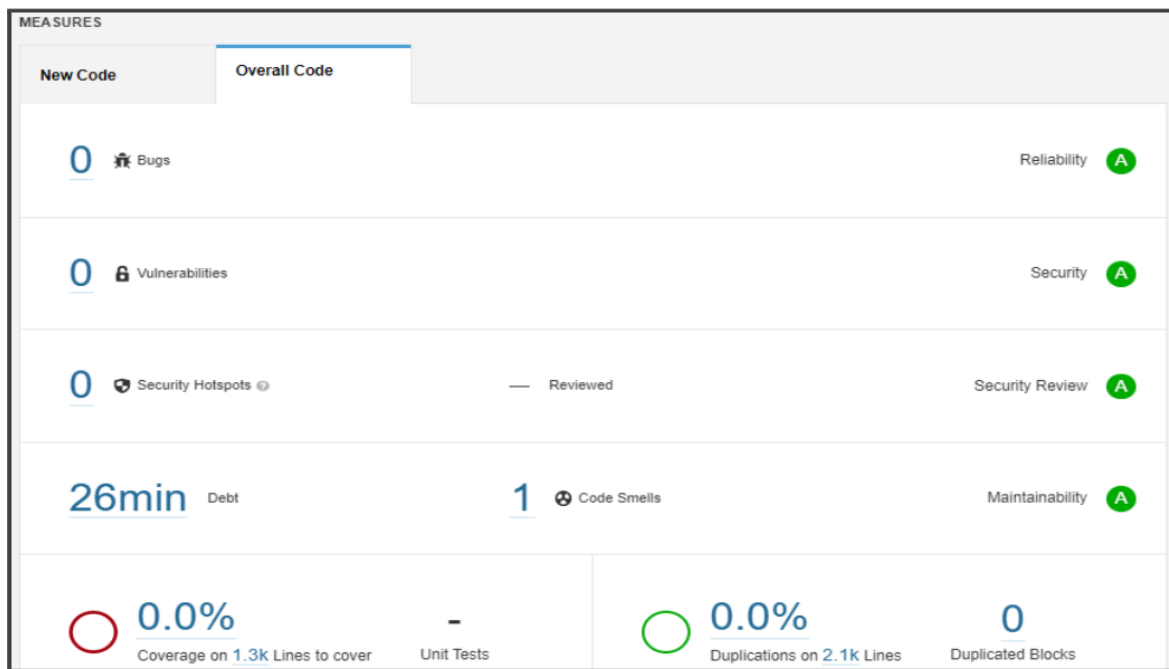 MEASURES
New Code
Overall Code
0 Bugs
Reliability A
0 Vulnerabilities
Security A
0 Security Hotspots ?
— Reviewed
Security Review A
26min Debt
1 Code Smells
Maintainability A
0.0%
Coverage on 1.3k Lines to cover
-
Unit Tests
0.0%
Duplications on 2.1k Lines
0
Duplicated Blocks